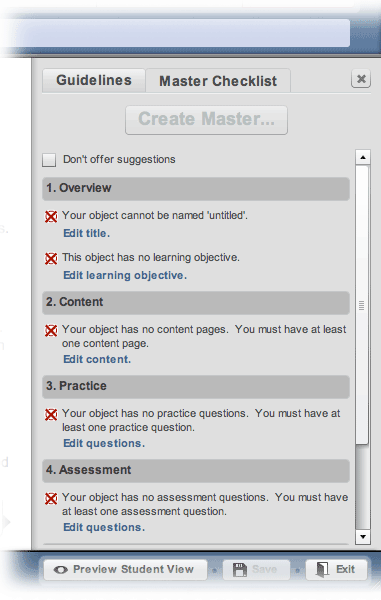 Guidelines
Master Checklist
Create Master...
Don't offer suggestions
1. Overview
Your object cannot be named 'untitled'.
Edit title.
This object has no learning objective.
Edit learning objective.
2. Content
Your object has no content pages. You must have at least
one content page.
Edit content.
3. Practice
Your object has no practice questions. You must have at
least one practice question.
Edit questions.
4. Assessment
Your object has no assessment questions. You must have
at least one assessment question.
Edit questions.
Preview Student View
Save
Exit